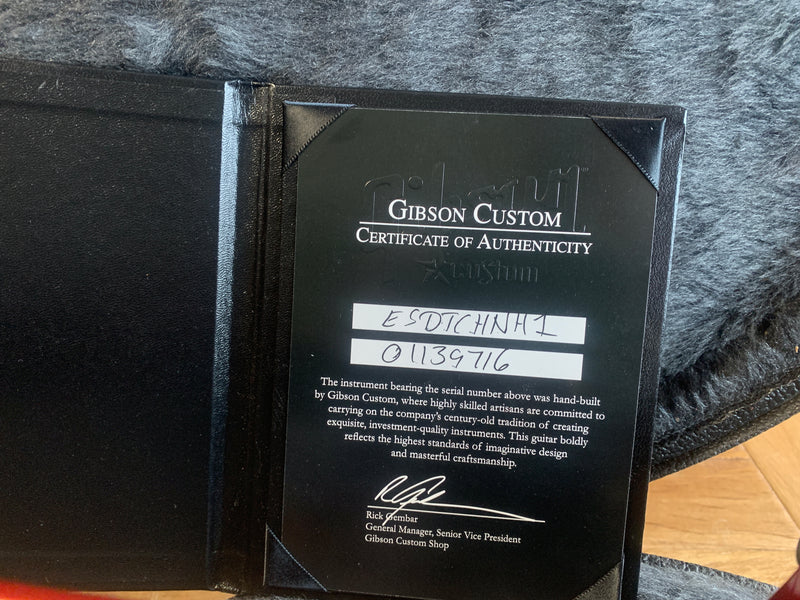 Gibson
GIBSON CUSTOM
CERTIFICATE OF AUTHENTICITY
Custom
ESDTCHNH1
01139716
The instrument bearing the serial number above was hand-built
by Gibson Custom, where highly skilled artisans are committed to
carrying on the company's century-old tradition of creating
exquisite, investment-quality instruments. This guitar boldly
reflects the highest standards of imaginative design
and masterful craftsmanship.
Rick Gembar
General Manager, Senior Vice President
Gibson Custom Shop